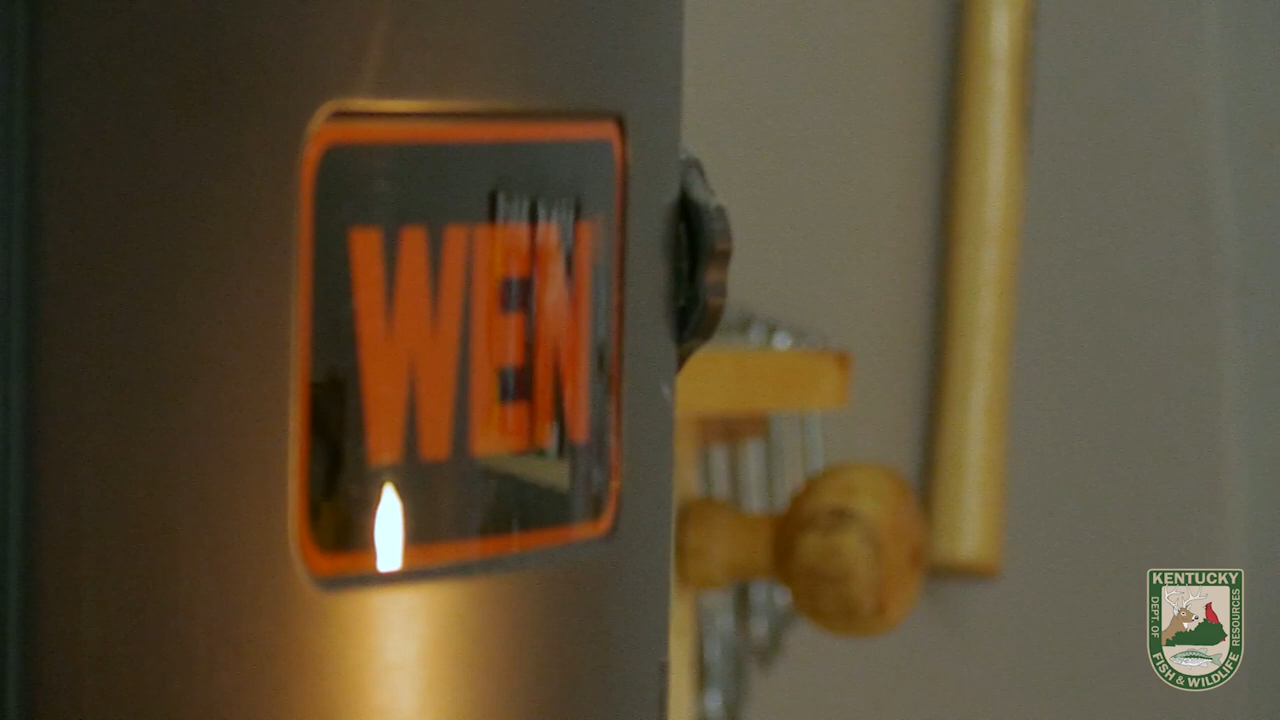 WEN
KENTUCKY
DEPT. OF
FISH & WILDLIFE
RESOURCES